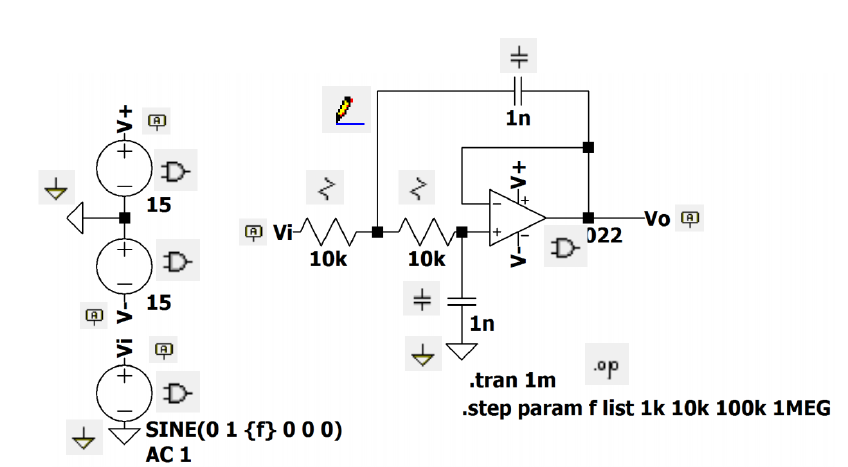 V+
15
15
V-
Vi
SINE(0 1 {f} 0 0 0)
AC 1
1n
V+
Vi
10k
10k
V-
022
Vo
1n
.op
.tran 1m
.step param f list 1k 10k 100k 1MEG